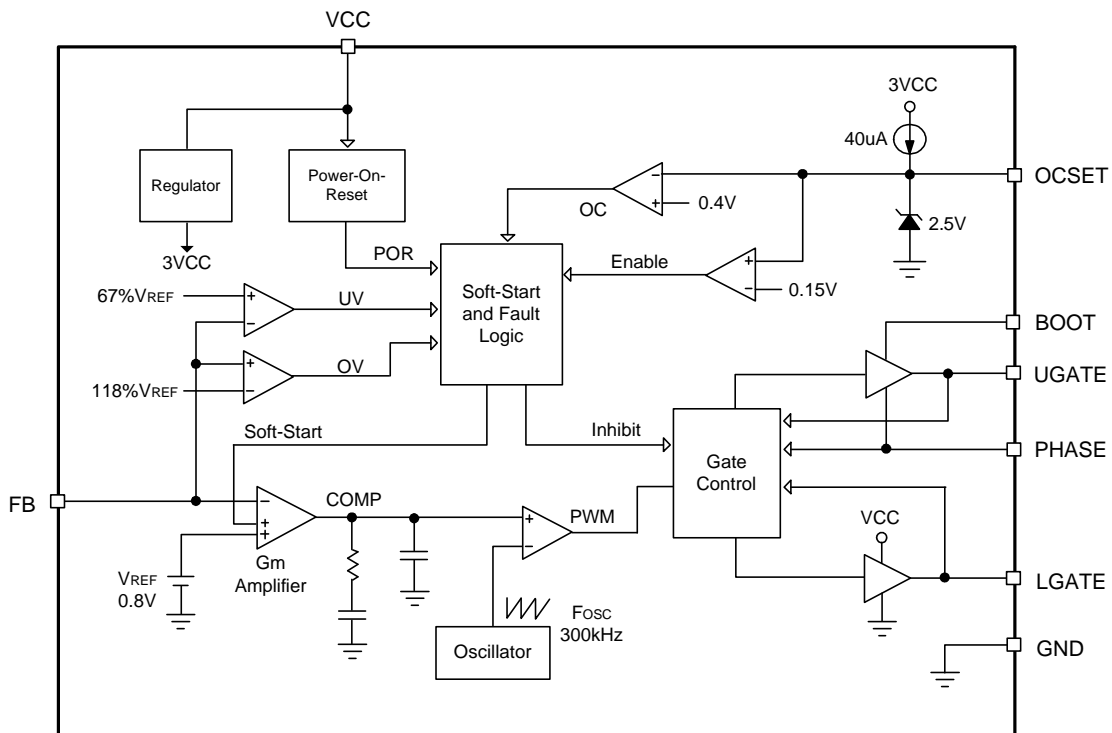 VCC
3VCC
40uA
OCSET
Regulator
Power-On-
Reset
OC
0.4V
2.5V
3VCC
POR
Enable
0.15V
67%VREF
UV
Soft-Start
and Fault
Logic
BOOT
OV
118%VREF
UGATE
Soft-Start
Inhibit
PHASE
Gate
Control
FB
COMP
PWM
VCC
Gm
Amplifier
VREF
0.8V
LGATE
FOSC
300kHz
Oscillator
GND